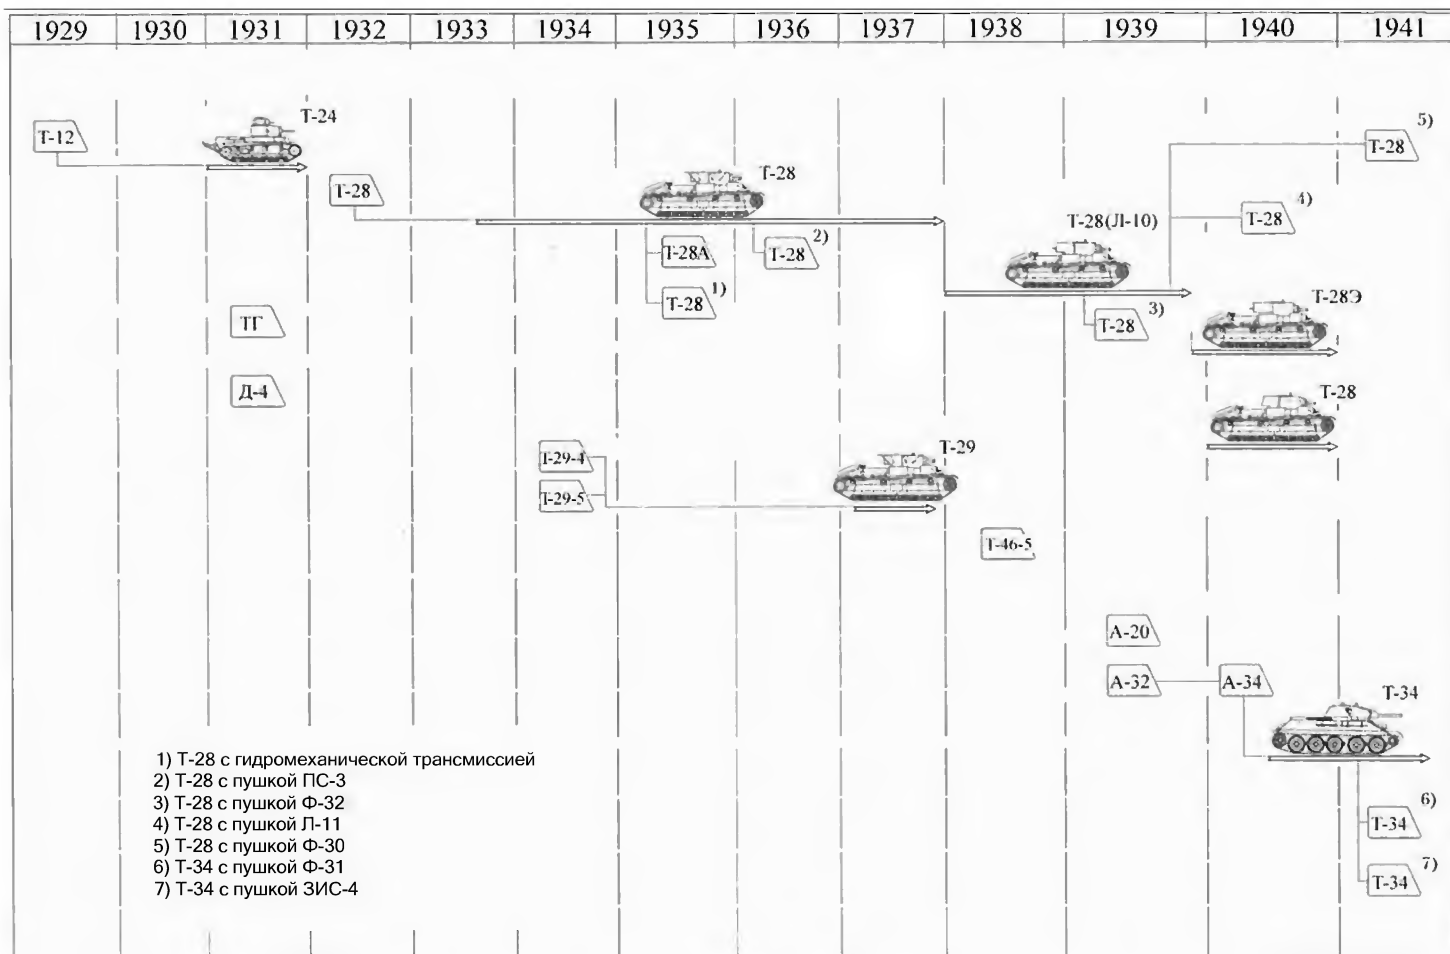 1929 1930 1931 1932 1933 1934 1935 1936 1937 1938 1939 1940 1941
Т-12
Т-24
Т-28
Т-28
Т-28А
Т-28 2)
Т-28 1)
Т-28(Л-10)
Т-28 3)
Т-28 5)
Т-28 4)
Т-28Э
Т-28
ТГ
Д-4
Т-29-4
Т-29-5
Т-29
Т-46-5
А-20
А-32
А-34
Т-34
Т-34 6)
Т-34 7)
1) Т-28 с гидромеханической трансмиссией
2) Т-28 с пушкой ПС-3
3) Т-28 с пушкой Ф-32
4) Т-28 с пушкой Л-11
5) Т-28 с пушкой Ф-30
6) Т-34 с пушкой Ф-31
7) Т-34 с пушкой ЗИС-4